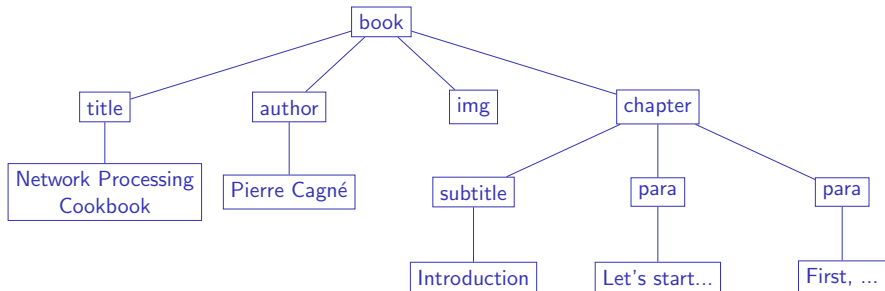 book
title
author
img
chapter
Network Processing
Cookbook
Pierre Cagné
subtitle
para
para
Introduction
Let's start...
First, ...